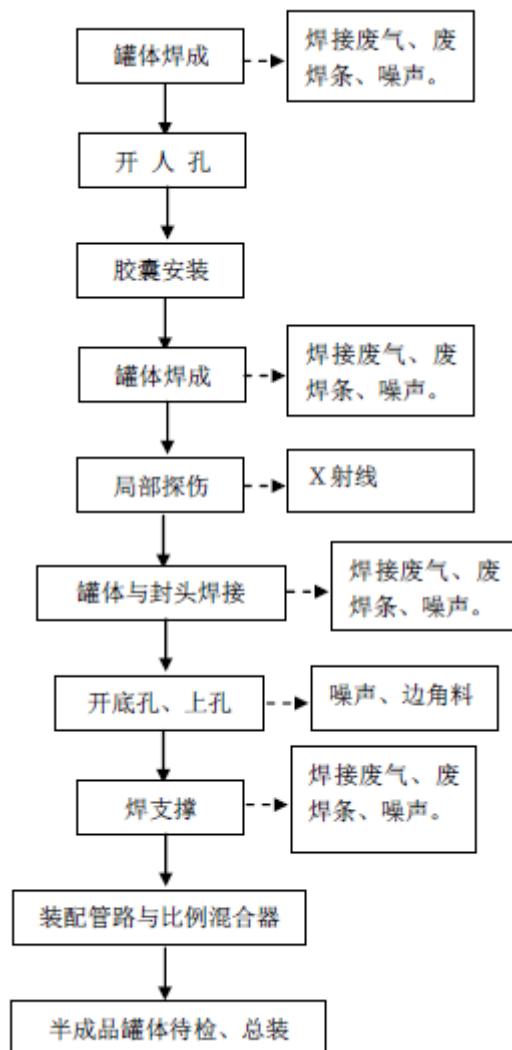 罐体焊成
焊接废气、废
焊条、噪声。
开 人 孔
胶囊安装
罐体焊成
焊接废气、废
焊条、噪声。
局部探伤
X射线
罐体与封头焊接
焊接废气、废
焊条、噪声。
开底孔、上孔
噪声、边角料
焊支撑
焊接废气、废
焊条、噪声。
装配管路与比例混合器
半成品罐体待检、总装